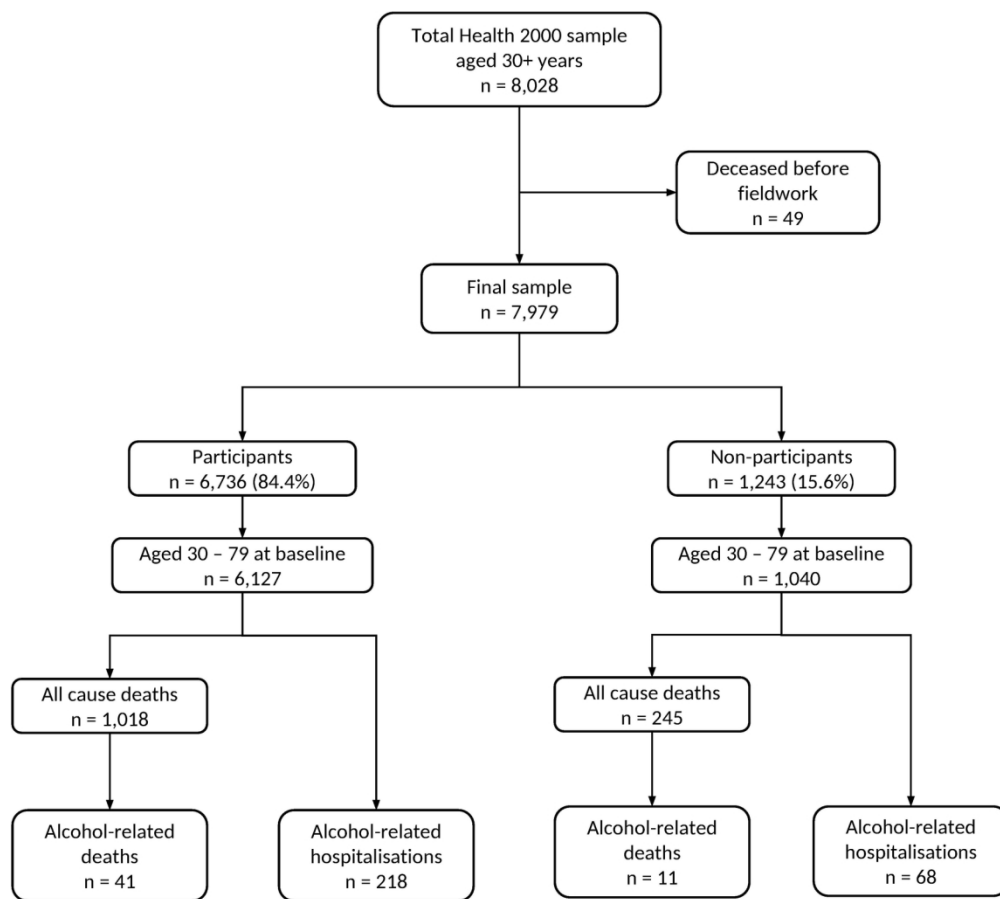 Total Health 2000 sample
aged 30+ years
n = 8,028
Deceased before
fieldwork
n = 49
Final sample
n = 7,979
Participants
n = 6,736 (84.4%)
Non-participants
n = 1,243 (15.6%)
Aged 30 – 79 at baseline
n = 6,127
Aged 30 – 79 at baseline
n = 1,040
All cause deaths
n = 1,018
All cause deaths
n = 245
Alcohol-related
deaths
n = 41
Alcohol-related
hospitalisations
n = 218
Alcohol-related
deaths
n = 11
Alcohol-related
hospitalisations
n = 68